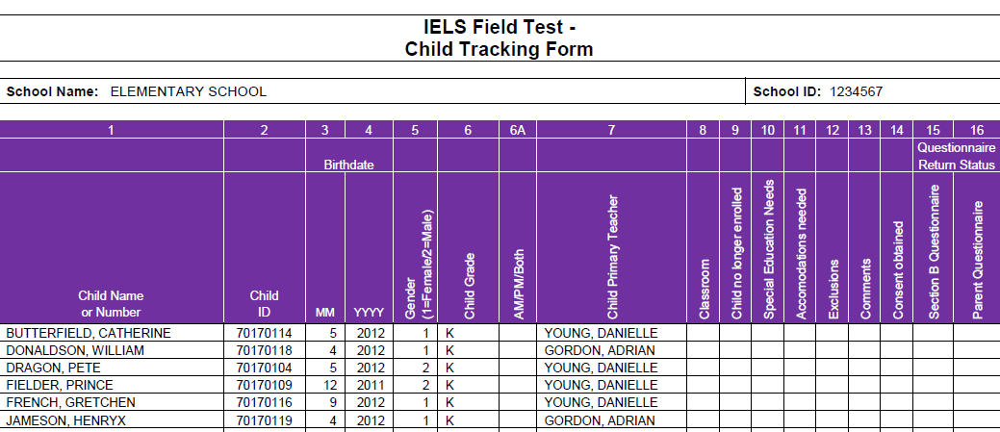 IELS Field Test -
Child Tracking Form
School Name: ELEMENTARY SCHOOL School ID: 1234567
1 2 3 4 5 6 6A 7 8 9 10 11 12 13 14 15 16
Birthdate Questionnaire
Return Status
Child Name
or Number
Child
ID
MM
YYYY
Gender
(1=Female/2=Male)
Child Grade
AM/PM/Both
Child Primary Teacher
Classroom
Child no longer enrolled
Special Education Needs
Accomodations needed
Exclusions
Comments
Consent obtained
Section B Questionnaire
Parent Questionnaire
BUTTERFIELD, CATHERINE 70170114 5 2012 1 K YOUNG, DANIELLE
DONALDSON, WILLIAM 70170118 4 2012 1 K GORDON, ADRIAN
DRAGON, PETE 70170104 5 2012 2 K YOUNG, DANIELLE
FIELDER, PRINCE 70170109 12 2011 2 K YOUNG, DANIELLE
FRENCH, GRETCHEN 70170116 9 2012 1 K YOUNG, DANIELLE
JAMESON, HENRYX 70170119 4 2012 1 K GORDON, ADRIAN